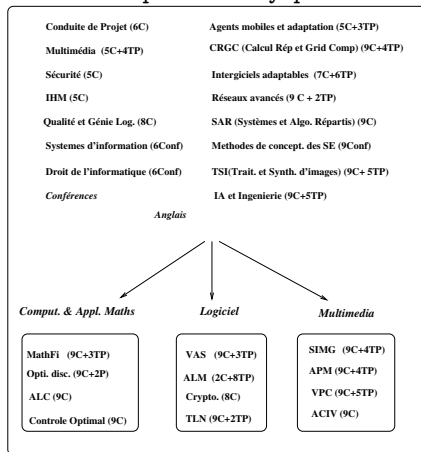 Conduite de Projet (6C)
Multimédia (5C+4TP)
Sécurité (5C)
IHM (5C)
Qualité et Génie Log. (8C)
Systemes d'information (6Conf)
Droit de l'informatique (6Conf)
Conférences
Agents mobiles et adaptation (5C+3TP)
CRGC (Calcul Rép et Grid Comp) (9C+4TP)
Intergiciels adaptables (7C+6TP)
Réseaux avancés (9 C + 2TP)
SAR (Systèmes et Algo. Répartis) (9C)
Methodes de concept. des SE (9Conf)
TSI(Trait. et Synth. d'images) (9C+ 5TP)
IA et Ingenierie (9C+5TP)
Anglais
Comput. & Appl. Maths
MathFi (9C+3TP)
Opti. disc. (9C+2P)
ALC (9C)
Controle Optimal (9C)
Logiciel
VAS (9C+3TP)
ALM (2C+8TP)
Crypto. (8C)
TLN (9C+2TP)
Multimedia
SIMG (9C+4TP)
APM (9C+4TP)
VPC (9C+5TP)
ACIV (9C)